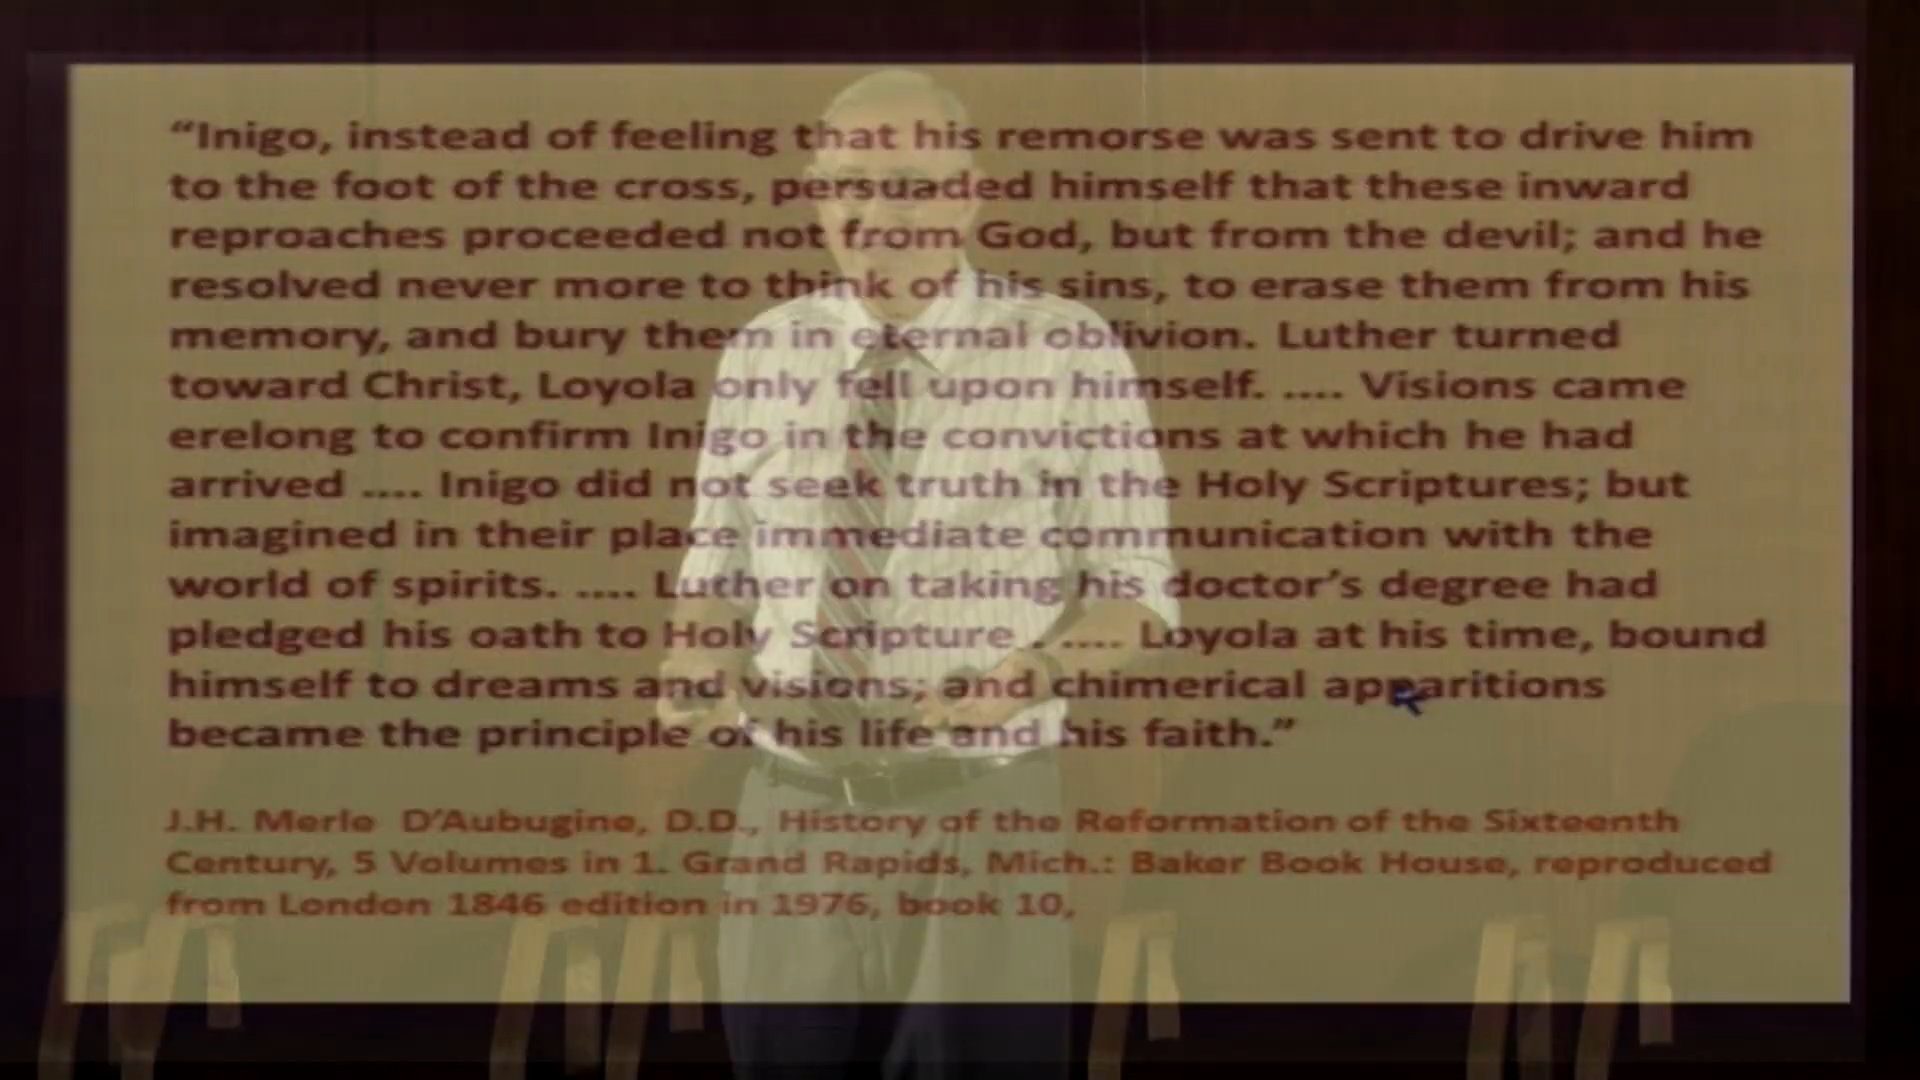 “Inigo, instead of feeling that his remorse was sent to drive him
to the foot of the cross, persuaded himself that these inward
reproaches proceeded not from God, but from the devil; and he
resolved never more to think of his sins, to erase them from his
memory, and bury them in eternal oblivion. Luther turned
toward Christ, Loyola only fell upon himself. .... Visions came
erelong to confirm Inigo in the convictions at which he had
arrived .... Inigo did not seek truth in the Holy Scriptures; but
imagined in their place immediate communication with the
world of spirits. .... Luther on taking his doctor’s degree had
pledged his oath to Holy Scripture . .... Loyola at his time, bound
himself to dreams and visions; and chimerical apparitions
became the principle of his life and his faith.”
J.H. Merle D’Aubugine, D.D., History of the Reformation of the Sixteenth
Century, 5 Volumes in 1. Grand Rapids, Mich.: Baker Book House, reproduced
from London 1846 edition in 1976, book 10,